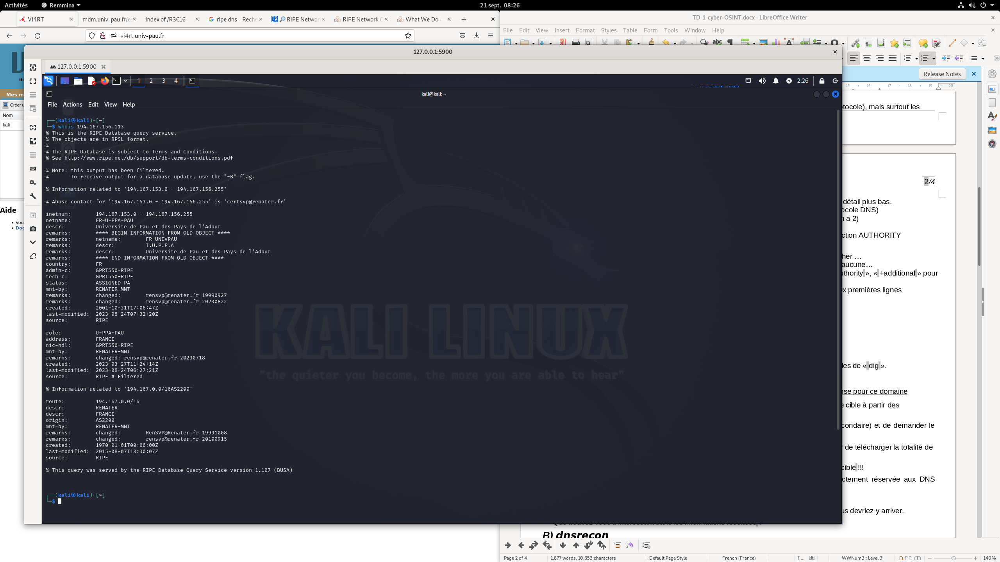 Activités
Remmina
21 sept. 08:26
VI4RT
mdm.univ-pau.fr/e
Index of /R3C16
ripe dns - Reche
RIPE Networ
RIPE Network C
What We Do —
vi4rt.univ-pau.fr
TD-1-cyber-OSINT.docx - LibreOffice Writer
File Edit View Insert Format Styles Table Form Tools Window Help
127.0.0.1:5900
127.0.0.1:5900
Release Notes
1 2 3 4
2:26
Mes m
Créer u
Nom
kali
Aide
• Vous
• Doc
kali@kali: ~
File Actions Edit View Help
┌──(kali㉿kali)-[~]
└─$ whois 194.167.156.113
% This is the RIPE Database query service.
% The objects are in RPSL format.
%
% The RIPE Database is subject to Terms and Conditions.
% See http://www.ripe.net/db/support/db-terms-conditions.pdf
% Note: this output has been filtered.
%       To receive output for a database update, use the "-B" flag.
% Information related to '194.167.153.0 - 194.167.156.255'
% Abuse contact for '194.167.153.0 - 194.167.156.255' is 'certsvp@renater.fr'
inetnum:        194.167.153.0 - 194.167.156.255
netname:        FR-U-PPA-PAU
descr:          Universite de Pau et des Pays de l'Adour
remarks:        **** BEGIN INFORMATION FROM OLD OBJECT ****
remarks:        netname:        FR-UNIVPAU
remarks:        descr:          I.U.P.P.A
remarks:        descr:          Universite de Pau et des Pays de l'Adour
remarks:        **** END INFORMATION FROM OLD OBJECT ****
country:        FR
admin-c:        GPRT550-RIPE
tech-c:         GPRT550-RIPE
status:         ASSIGNED PA
mnt-by:         RENATER-MNT
remarks:        changed:        rensvp@renater.fr 19990927
remarks:        changed:        rensvp@renater.fr 20230822
created:        2001-10-31T17:06:47Z
last-modified:  2023-08-24T07:32:20Z
source:         RIPE
role:           U-PPA-PAU
address:        FRANCE
nic-hdl:        GPRT550-RIPE
mnt-by:         RENATER-MNT
remarks:        changed: rensvp@renater.fr 20230718
created:        2023-03-27T11:24:14Z
last-modified:  2023-08-24T06:27:21Z
source:         RIPE # Filtered
% Information related to '194.167.0.0/16AS2200'
route:          194.167.0.0/16
descr:          RENATER
descr:          FRANCE
origin:         AS2200
mnt-by:         RENATER-MNT
remarks:        changed:        RenSVP@Renater.fr 19991008
remarks:        changed:        rensvp@renater.fr 20100915
created:        1970-01-01T00:00:00Z
last-modified:  2015-08-07T13:30:07Z
source:         RIPE
% This query was served by the RIPE Database Query Service version 1.107 (BUSA)
┌──(kali㉿kali)-[~]
└─$
File System
Home
KALI LINUX
"the quieter you become, the more you are able to hear"
15 16 17 18 19 20
tocole), mais surtout les
2/4
détail plus bas.
ocole DNS)
n a 2)
ction AUTHORITY
her …
aucune…
uthority », « +additional » pour
x premières lignes
les de « dig ».
nse pour ce domaine
e cible à partir des
condaire) et de demander le
r de télécharger la totalité de
cible !!!
ctement réservée aux DNS
us devriez y arriver.
B) dnsrecon
Page 2 of 4
1,877 words, 10,653 characters
Default Page Style
French (France)
WWNum3 : Level 3
140%